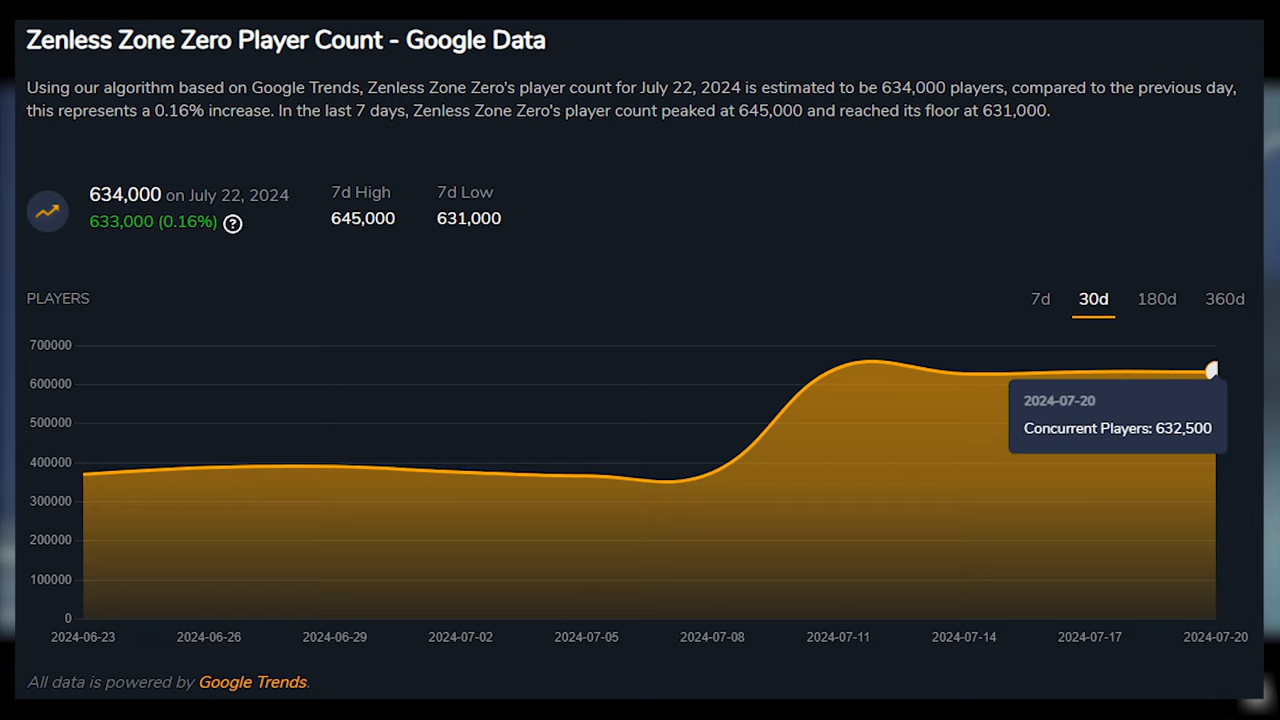 Zenless Zone Zero Player Count - Google Data
Using our algorithm based on Google Trends, Zenless Zone Zero's player count for July 22, 2024 is estimated to be 634,000 players, compared to the previous day,
this represents a 0.16% increase. In the last 7 days, Zenless Zone Zero's player count peaked at 645,000 and reached its floor at 631,000.
634,000 on July 22, 2024
633,000 (0.16%) ?
7d High
645,000
7d Low
631,000
PLAYERS
7d 30d 180d 360d
700000
600000
500000
400000
300000
200000
100000
0
2024-07-20
Concurrent Players: 632,500
2024-06-23 2024-06-26 2024-06-29 2024-07-02 2024-07-05 2024-07-08 2024-07-11 2024-07-14 2024-07-17 2024-07-20
All data is powered by Google Trends.